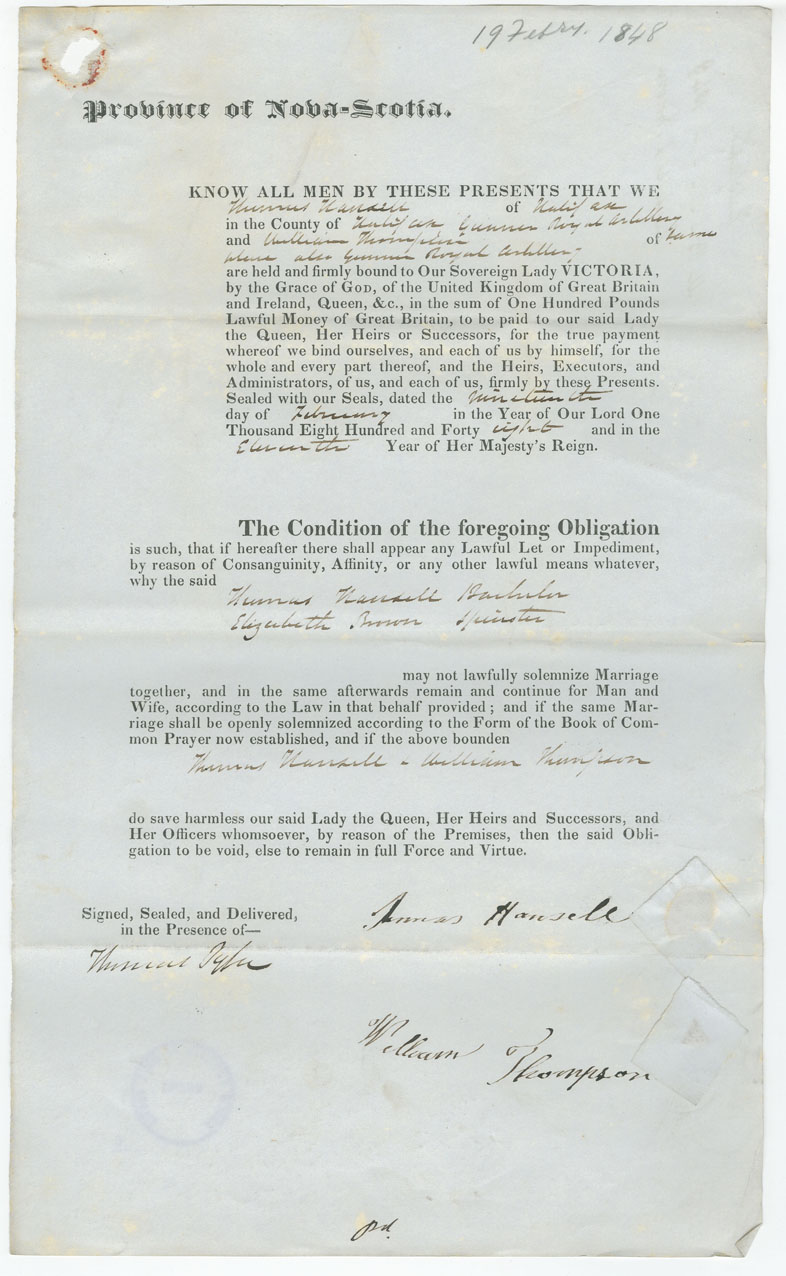 19 Febry. 1848
Province of Nova-Scotia.
KNOW ALL MEN BY THESE PRESENTS THAT WE
Thomas Hansell of Halifax
in the County of Halifax Gunner Royal Artillery
and William Thompson of same
place also Gunner Royal Artillery
are held and firmly bound to Our Sovereign Lady VICTORIA,
by the Grace of GOD, of the United Kingdom of Great Britain
and Ireland, Queen, &c., in the sum of One Hundred Pounds
Lawful Money of Great Britain, to be paid to our said Lady
the Queen, Her Heirs or Successors, for the true payment
whereof we bind ourselves, and each of us by himself, for the
whole and every part thereof, and the Heirs, Executors, and
Administrators, of us, and each of us, firmly by these Presents.
Sealed with our Seals, dated the Nineteenth
day of February in the Year of Our Lord One
Thousand Eight Hundred and Forty eight and in the
Eleventh Year of Her Majesty's Reign.
The Condition of the foregoing Obligation
is such, that if hereafter there shall appear any Lawful Let or Impediment,
by reason of Consanguinity, Affinity, or any other lawful means whatever,
why the said
Thomas Hansell Bachelor
Elizabeth Brown Spinster
may not lawfully solemnize Marriage
together, and in the same afterwards remain and continue for Man and
Wife, according to the Law in that behalf provided ; and if the same Mar-
riage shall be openly solemnized according to the Form of the Book of Com-
mon Prayer now established, and if the above bounden
Thomas Hansell - William Thompson
do save harmless our said Lady the Queen, Her Heirs and Successors, and
Her Officers whomsoever, by reason of the Premises, then the said Obli-
gation to be void, else to remain in full Force and Virtue.
Signed, Sealed, and Delivered,
in the Presence of—
Thomas Hansell
Thomas
William Thompson
pd.